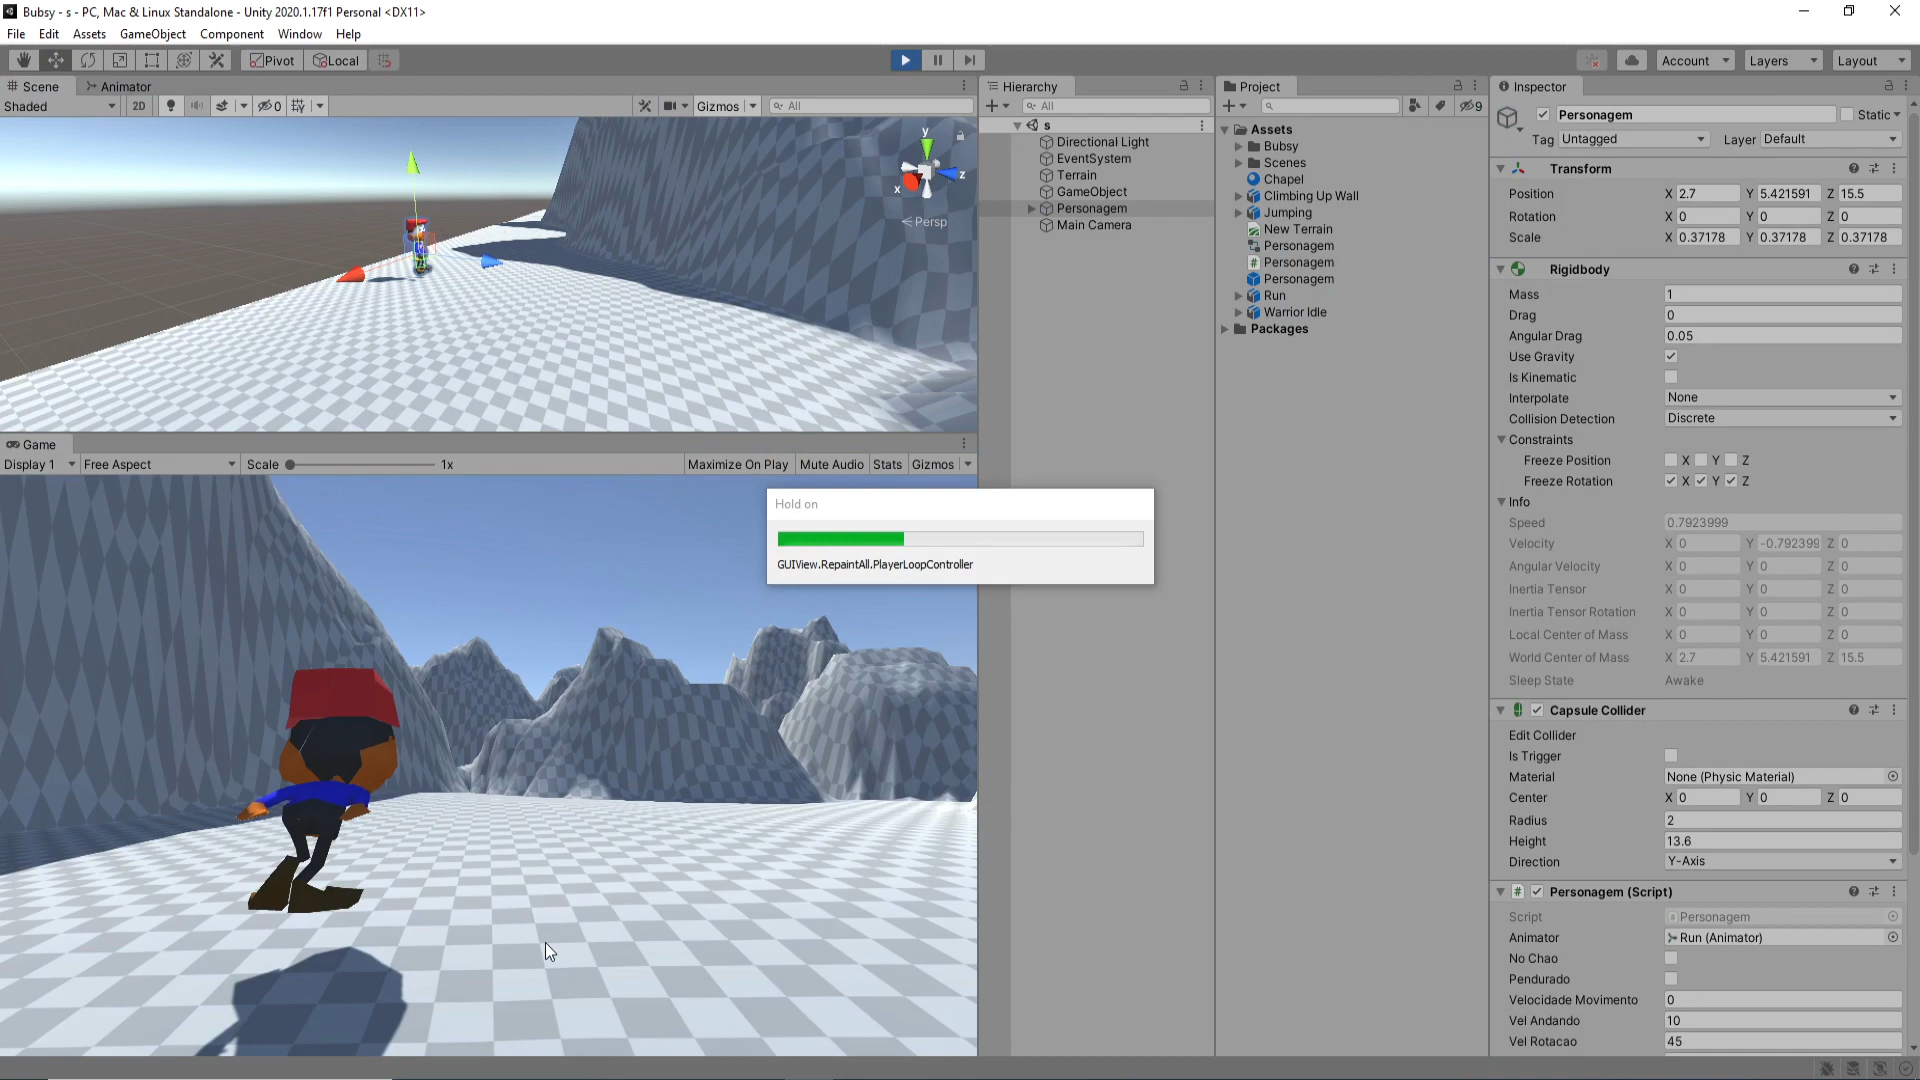 Bubsy - s - PC, Mac & Linux Standalone - Unity 2020.1.17f1 Personal <DX11>
File Edit Assets GameObject Component Window Help
Pivot Local Account Layers Layout
Scene Animator
Shaded 2D 0 Gizmos All
y
x
z
Persp
Game
Display 1 Free Aspect Scale 1x Maximize On Play Mute Audio Stats Gizmos
Hold on
GUIView.RepaintAll.PlayerLoopController
Hierarchy
All
s
Directional Light
EventSystem
Terrain
GameObject
Personagem
Main Camera
Project
9
Assets
Bubsy
Scenes
Chapel
Climbing Up Wall
Jumping
New Terrain
Personagem
Personagem
Personagem
Run
Warrior Idle
Packages
Inspector
Personagem Static
Tag Untagged Layer Default
Transform
Position X 2.7 Y 5.421591 Z 15.5
Rotation X 0 Y 0 Z 0
Scale X 0.37178 Y 0.37178 Z 0.37178
Rigidbody
Mass 1
Drag 0
Angular Drag 0.05
Use Gravity
Is Kinematic
Interpolate None
Collision Detection Discrete
Constraints
Freeze Position X Y Z
Freeze Rotation X Y Z
Info
Speed 0.7923999
Velocity X 0 Y -0.792399 Z 0
Angular Velocity X 0 Y 0 Z 0
Inertia Tensor X 0 Y 0 Z 0
Inertia Tensor Rotation X 0 Y 0 Z 0
Local Center of Mass X 0 Y 0 Z 0
World Center of Mass X 2.7 Y 5.421591 Z 15.5
Sleep State Awake
Capsule Collider
Edit Collider
Is Trigger
Material None (Physic Material)
Center X 0 Y 0 Z 0
Radius 2
Height 13.6
Direction Y-Axis
# Personagem (Script)
Script Personagem
Animator Run (Animator)
No Chao
Pendurado
Velocidade Movimento 0
Vel Andando 10
Vel Rotacao 45